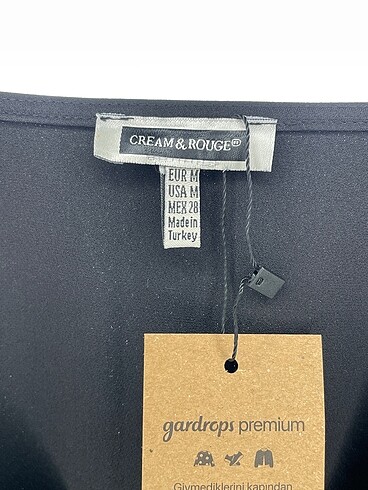 CREAM & ROUGE
EUR M
USA M
MEX 28
Made in
Turkey
gardrops premium
Giymediklerini kapından